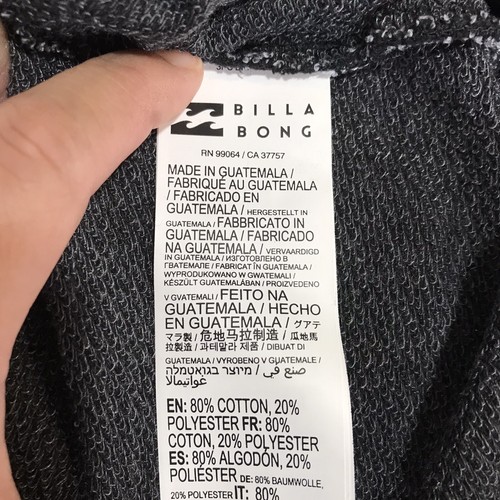 BILLA
BONG
RN 99064 / CA 37757
MADE IN GUATEMALA /
FABRIQUÉ AU GUATEMALA
/ FABRICADO EN
GUATEMALA / HERGESTELLT IN
GUATEMALA / FABBRICATO IN
GUATEMALA / FABRICADO
NA GUATEMALA / VERVAARDIGD
IN GUATEMALA / ИЗГОТОВЛЕНО В
ГВАТЕМАЛЕ / FABRICAT ÎN GUATEMALA /
WYPRODUKOWANO W GWATEMALI /
KÉSZÜLT GUATEMALÁBAN / PROIZVEDENO
V GVATEMALI / FEITO NA
GUATEMALA / HECHO
EN GUATEMALA / グアテ
マラ製 / 危地马拉制造 / 瓜地馬
拉製造 / 과테말라 제품 / DIBUAT DI
GUATEMALA / VYROBENO V GUATEMALE /
صنع في / מיוצר בגואטמלה
غواتيمالا
EN: 80% COTTON, 20%
POLYESTER FR: 80%
COTON, 20% POLYESTER
ES: 80% ALGODÓN, 20%
POLIÉSTER DE: 80% BAUMWOLLE,
20% POLYESTER IT: 80%